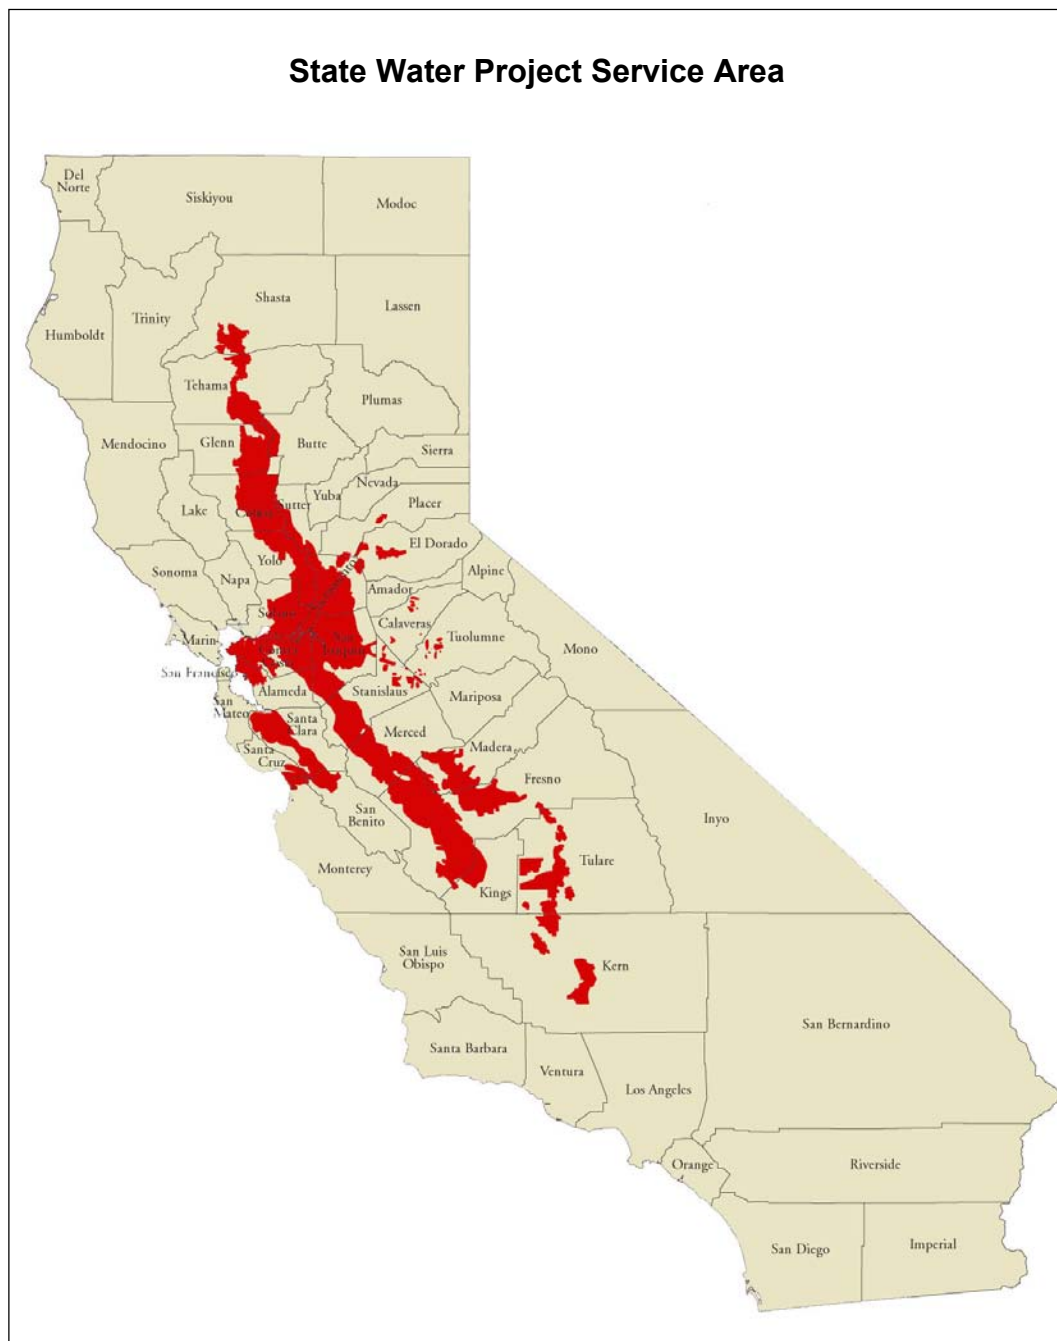 State Water Project Service Area
Del
Norte
Siskiyou
Modoc
Humboldt
Trinity
Shasta
Lassen
Tehama
Plumas
Mendocino
Glenn
Butte
Sierra
Lake
Yuba
Nevada
Placer
El Dorado
Sonoma
Napa
Yolo
Alpine
Amador
Calaveras
Tuolumne
Mono
Marin
San Francisco
Alameda
Stanislaus
Mariposa
San
Mateo
Santa
Clara
Merced
Madera
Santa
Cruz
San
Benito
Fresno
Inyo
Monterey
Kings
Tulare
San Luis
Obispo
Kern
San Bernardino
Santa Barbara
Ventura
Los Angeles
Orange
Riverside
San Diego
Imperial